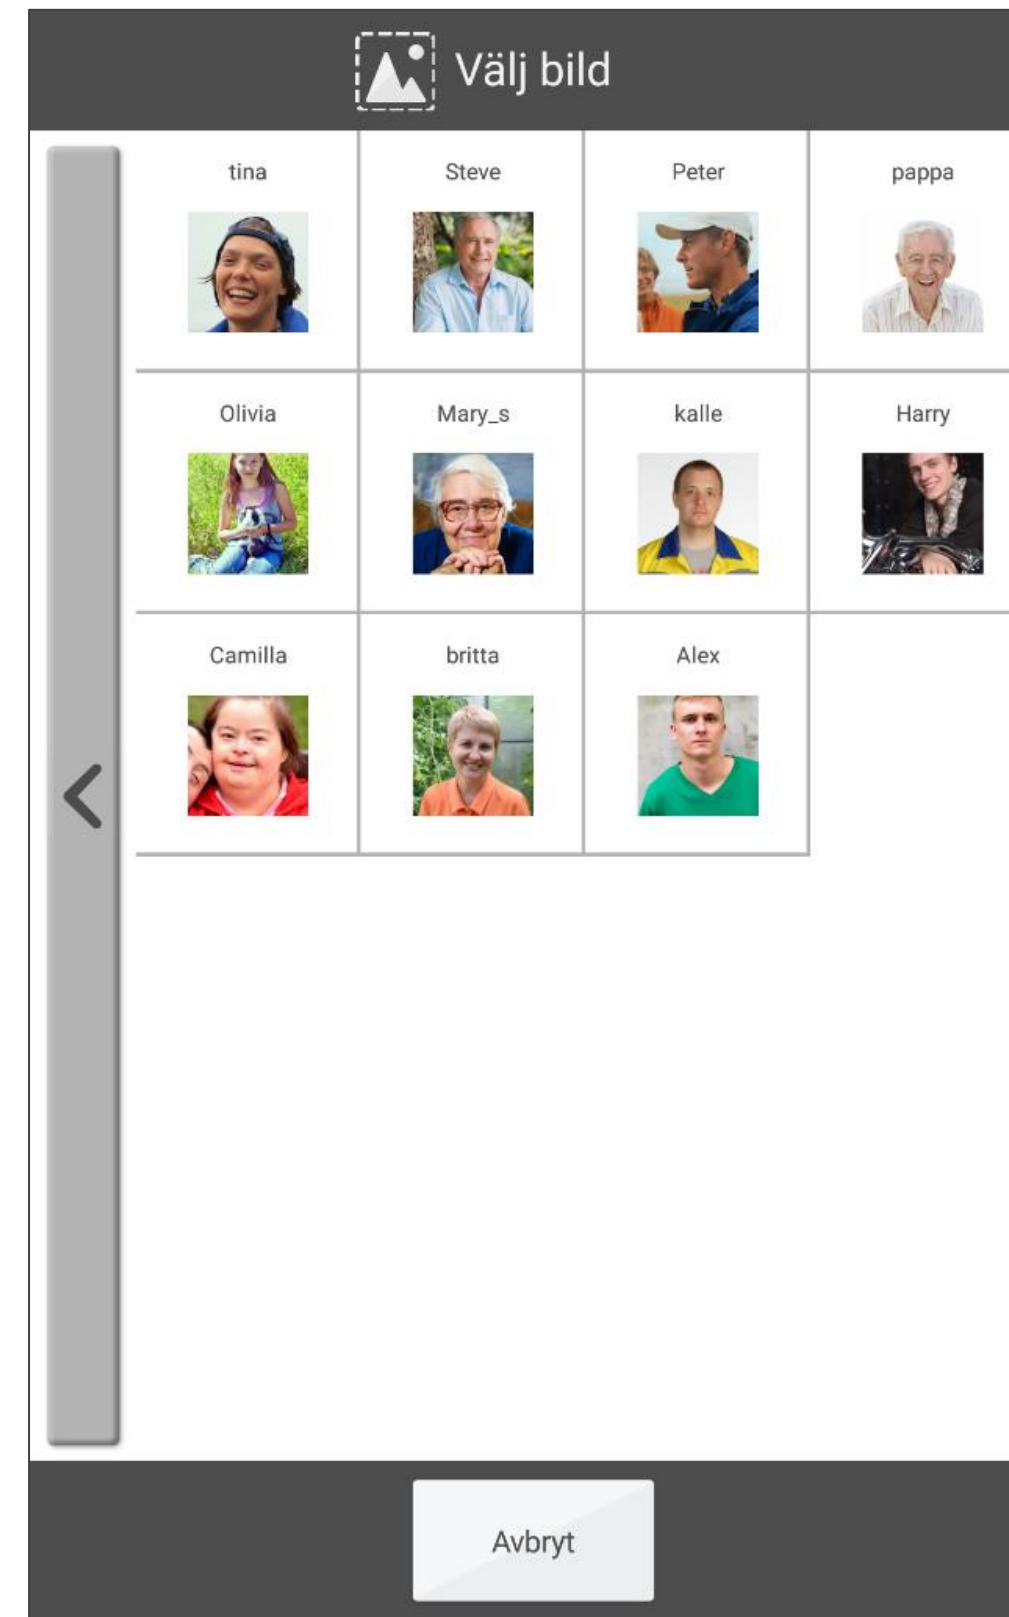 Välj bild
tina
Steve
Peter
pappa
Olivia
Mary_s
kalle
Harry
Camilla
britta
Alex
Avbryt